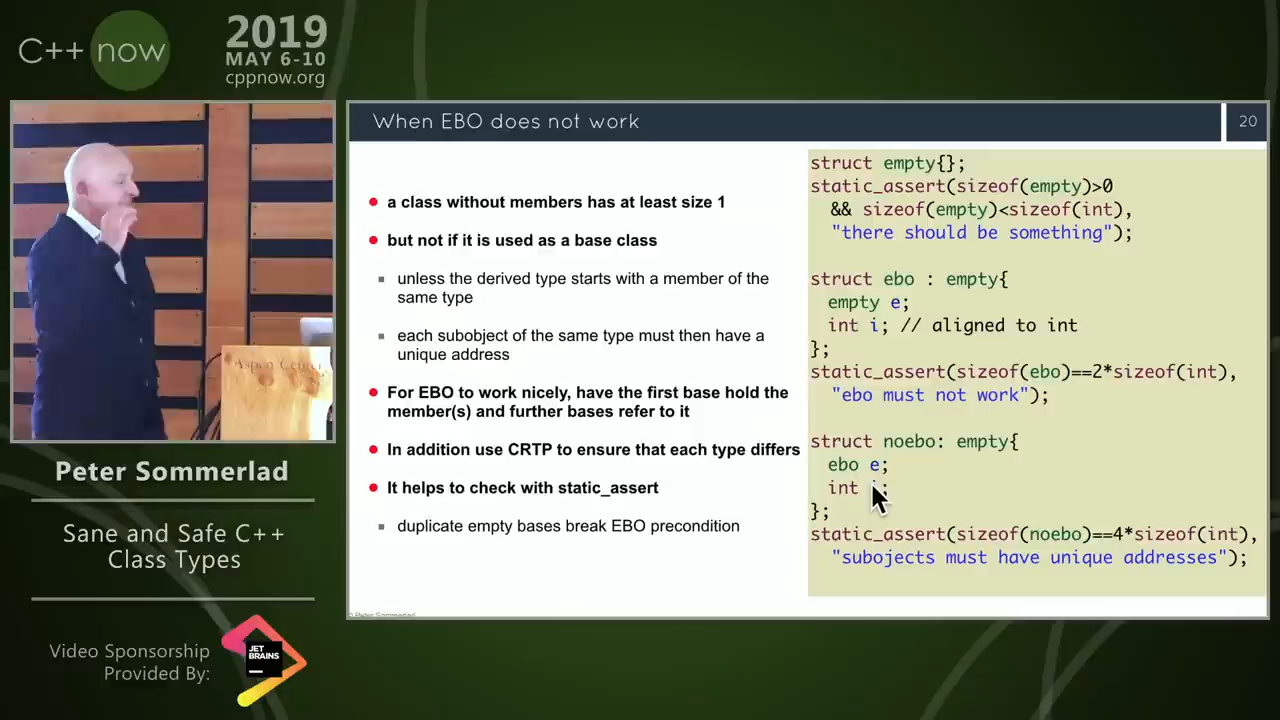 C++ now
2019
MAY 6-10
cppnow.org
When EBO does not work
20
a class without members has at least size 1
but not if it is used as a base class
unless the derived type starts with a member of the
same type
each subobject of the same type must then have a
unique address
For EBO to work nicely, have the first base hold the
member(s) and further bases refer to it
In addition use CRTP to ensure that each type differs
It helps to check with static_assert
duplicate empty bases break EBO precondition
struct empty{};
static_assert(sizeof(empty)>0
&& sizeof(empty)<sizeof(int),
"there should be something");
struct ebo : empty{
empty e;
int i; // aligned to int
};
static_assert(sizeof(ebo)==2*sizeof(int),
"ebo must not work");
struct noebo: empty{
ebo e;
int i;
};
static_assert(sizeof(noebo)==4*sizeof(int),
"subojects must have unique addresses");
© Peter Sommerlad
Aspen Center
Peter Sommerlad
Sane and Safe C++
Class Types
Video Sponsorship
Provided By:
JET
BRAINS